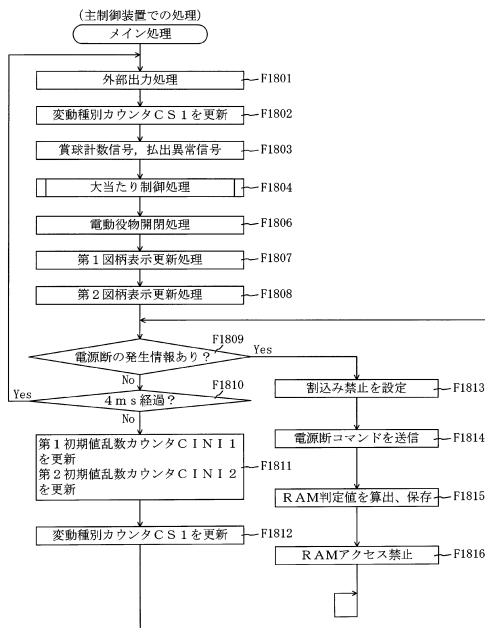 (主制御装置での処理)
メイン処理
外部出力処理
F1801
変動種別カウンタCS1を更新
F1802
賞球計数信号,払出異常信号
F1803
大当たり制御処理
F1804
電動役物開閉処理
F1806
第1図柄表示更新処理
F1807
第2図柄表示更新処理
F1808
電源断の発生情報あり?
F1809
Yes
No
4ms経過?
F1810
Yes
No
第1初期値乱数カウンタCINI1
を更新
第2初期値乱数カウンタCINI2
を更新
F1811
変動種別カウンタCS1を更新
F1812
割込み禁止を設定
F1813
電源断コマンドを送信
F1814
RAM判定値を算出、保存
F1815
RAMアクセス禁止
F1816